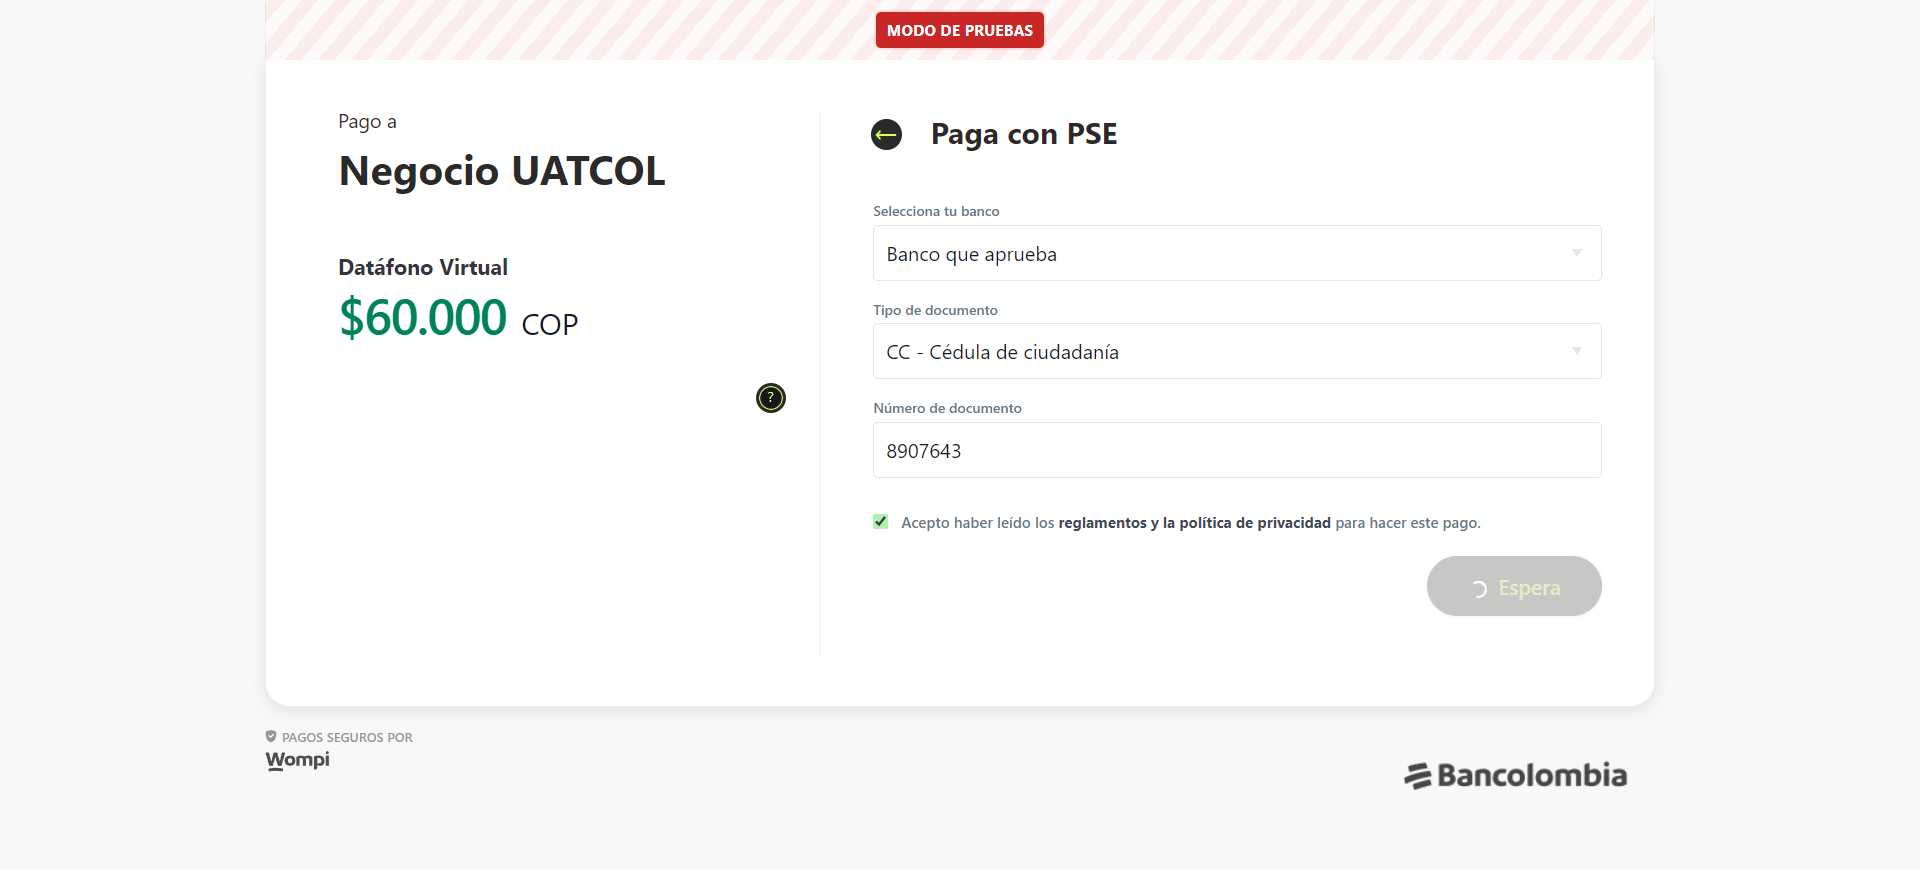 MODO DE PRUEBAS
Pago a
Negocio UATCOL
Datáfono Virtual
$60.000 COP
?
Paga con PSE
Selecciona tu banco
Banco que aprueba
Tipo de documento
CC - Cédula de ciudadanía
Número de documento
8907643
Acepto haber leído los reglamentos y la política de privacidad para hacer este pago.
Espera
PAGOS SEGUROS POR
Wompi
Bancolombia